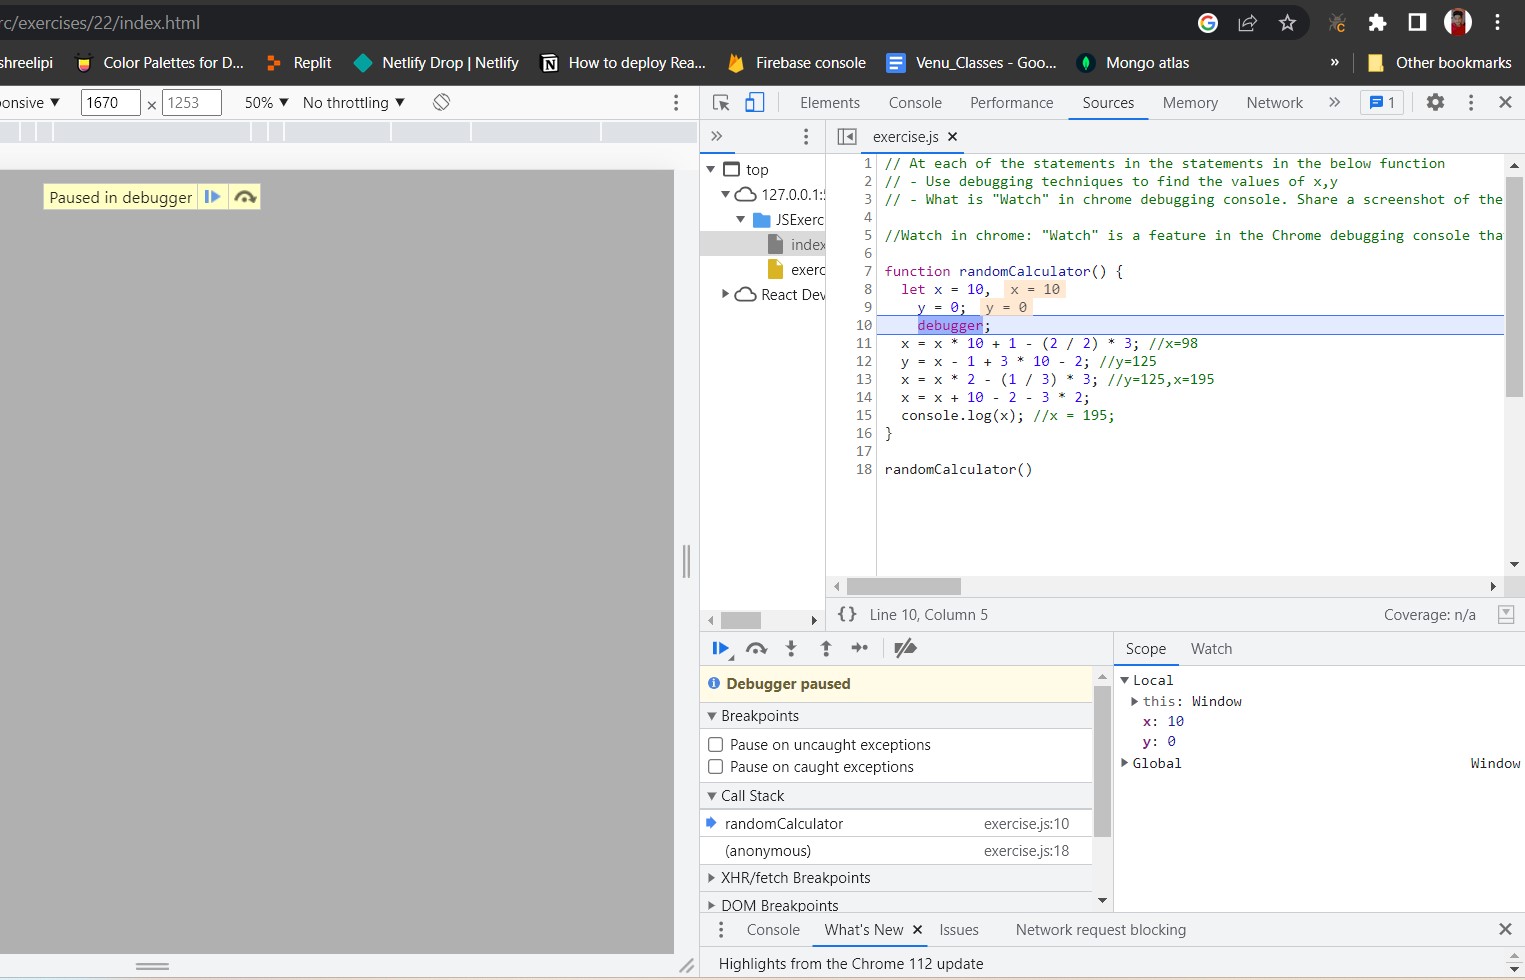 rc/exercises/22/index.html
shreelipi Color Palettes for D... Replit Netlify Drop | Netlify How to deploy Rea... Firebase console Venu_Classes - Goo... Mongo atlas » Other bookmarks
onsive ▼ 1670 × 1253 50% ▼ No throttling ▼
Elements Console Performance Sources Memory Network » 1
» exercise.js ×
top
127.0.0.1:5
JSExerc
index
exerc
React Dev
Paused in debugger
1 // At each of the statements in the statements in the below function
2 // - Use debugging techniques to find the values of x,y
3 // - What is "Watch" in chrome debugging console. Share a screenshot of the
4
5 //Watch in chrome: "Watch" is a feature in the Chrome debugging console tha
6
7 function randomCalculator() {
8 let x = 10, x = 10
9 y = 0; y = 0
10 debugger;
11 x = x * 10 + 1 - (2 / 2) * 3; //x=98
12 y = x - 1 + 3 * 10 - 2; //y=125
13 x = x * 2 - (1 / 3) * 3; //y=125,x=195
14 x = x + 10 - 2 - 3 * 2;
15 console.log(x); //x = 195;
16 }
17
18 randomCalculator()
{} Line 10, Column 5 Coverage: n/a
Debugger paused
Breakpoints
Pause on uncaught exceptions
Pause on caught exceptions
Call Stack
randomCalculator exercise.js:10
(anonymous) exercise.js:18
XHR/fetch Breakpoints
DOM Breakpoints
Scope Watch
Local
this: Window
x: 10
y: 0
Global Window
Console What's New × Issues Network request blocking
Highlights from the Chrome 112 update